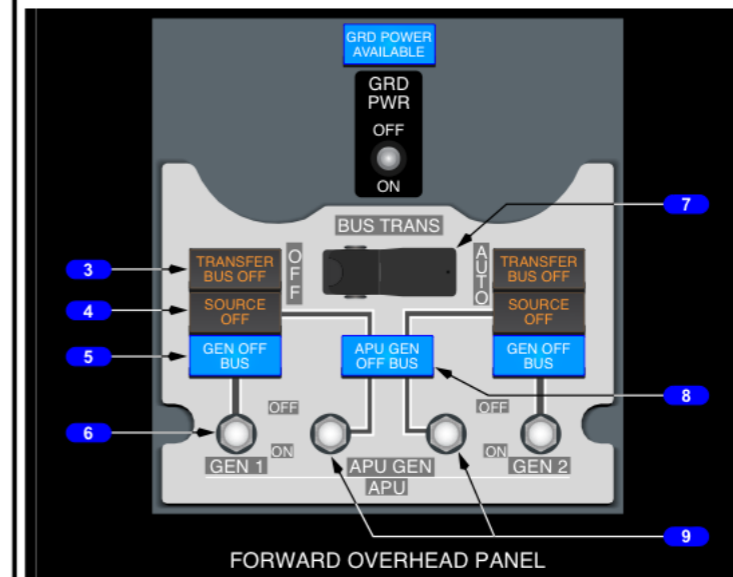 GRD POWER
AVAILABLE
GRD
PWR
OFF
ON
7
BUS TRANS
3
TRANSFER
BUS OFF
OFF
AUTO
TRANSFER
BUS OFF
4
SOURCE
OFF
SOURCE
OFF
5
GEN OFF
BUS
APU GEN
OFF BUS
GEN OFF
BUS
8
OFF
OFF
6
ON
ON
GEN 1
APU GEN
GEN 2
APU
9
FORWARD OVERHEAD PANEL